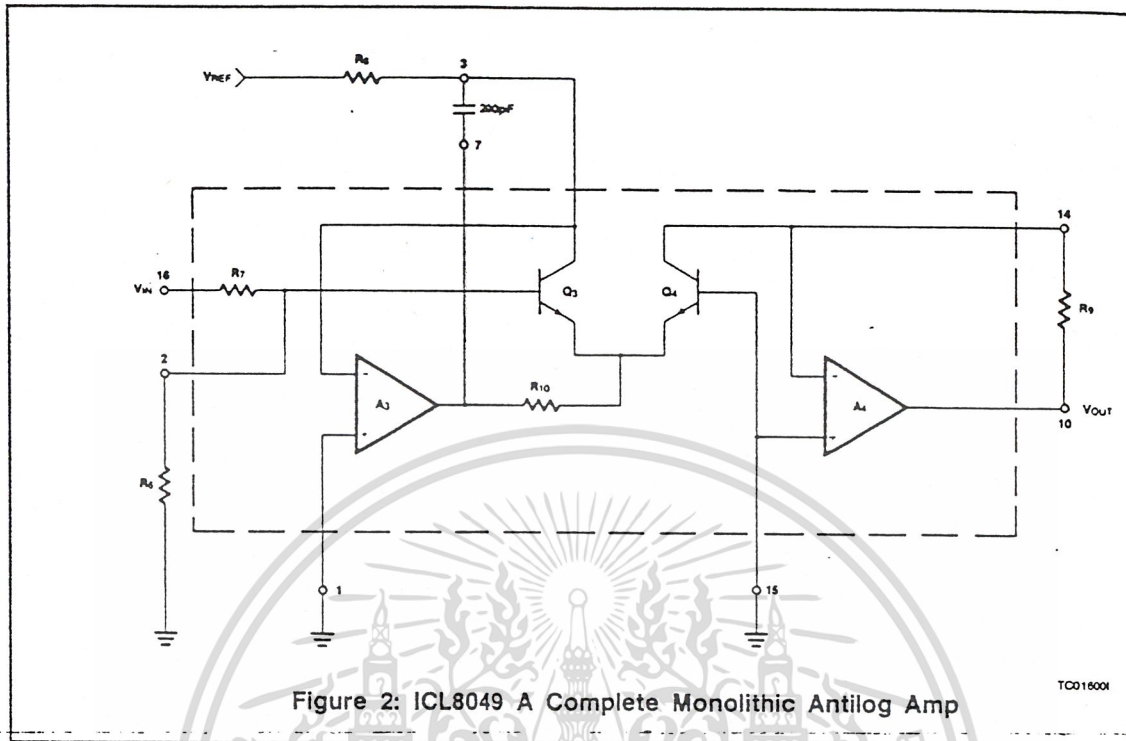 VREF
R8
3
200pF
7
14
16
VIN
R7
Q3
Q4
R9
2
A3
R10
A4
VOUT
10
R6
1
15
Figure 2: ICL8049 A Complete Monolithic Antilog Amp
TC01600I